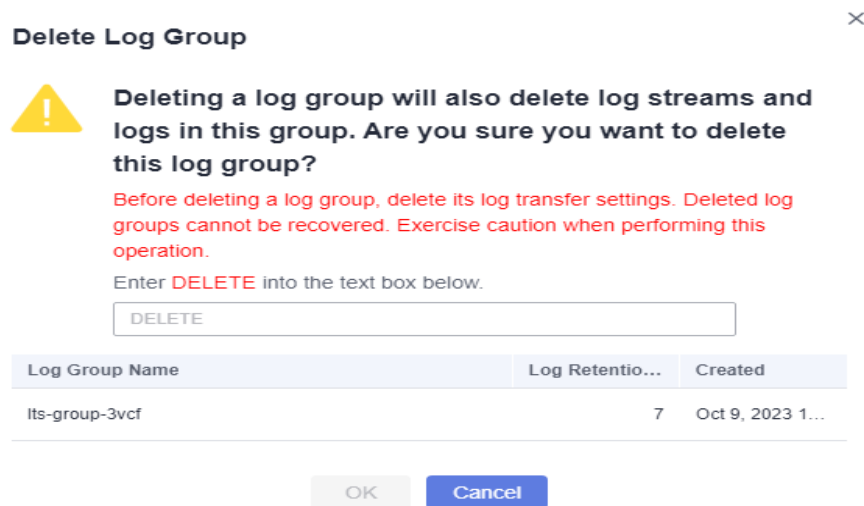 Delete Log Group
Deleting a log group will also delete log streams and
logs in this group. Are you sure you want to delete
this log group?
Before deleting a log group, delete its log transfer settings. Deleted log
groups cannot be recovered. Exercise caution when performing this
operation.
Enter DELETE into the text box below.
DELETE
Log Group Name Log Retentio... Created
lts-group-3vcf 7 Oct 9, 2023 1...
OK Cancel